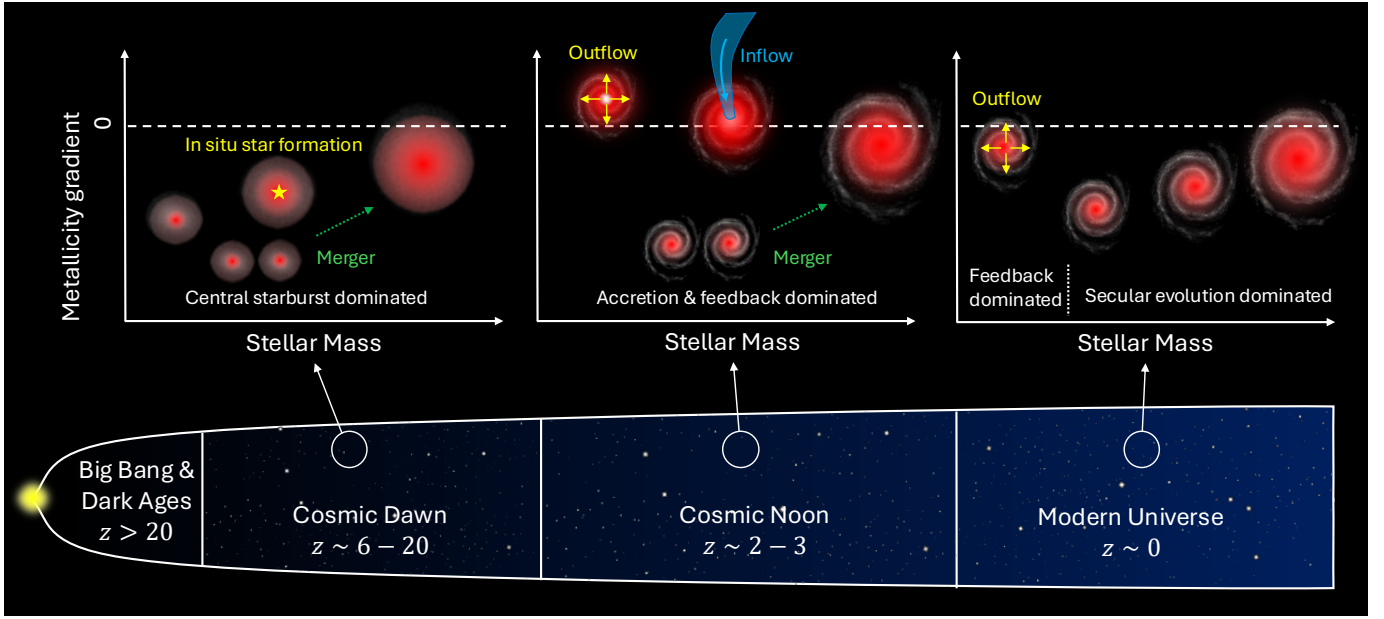 Metallicity gradient
0
In situ star formation
Merger
Central starburst dominated
Stellar Mass
Outflow
Inflow
Merger
Accretion & feedback dominated
Stellar Mass
Outflow
Feedback
dominated
Secular evolution dominated
Stellar Mass
Big Bang &
Dark Ages
z > 20
Cosmic Dawn
z ~ 6 − 20
Cosmic Noon
z ~ 2 − 3
Modern Universe
z ~ 0